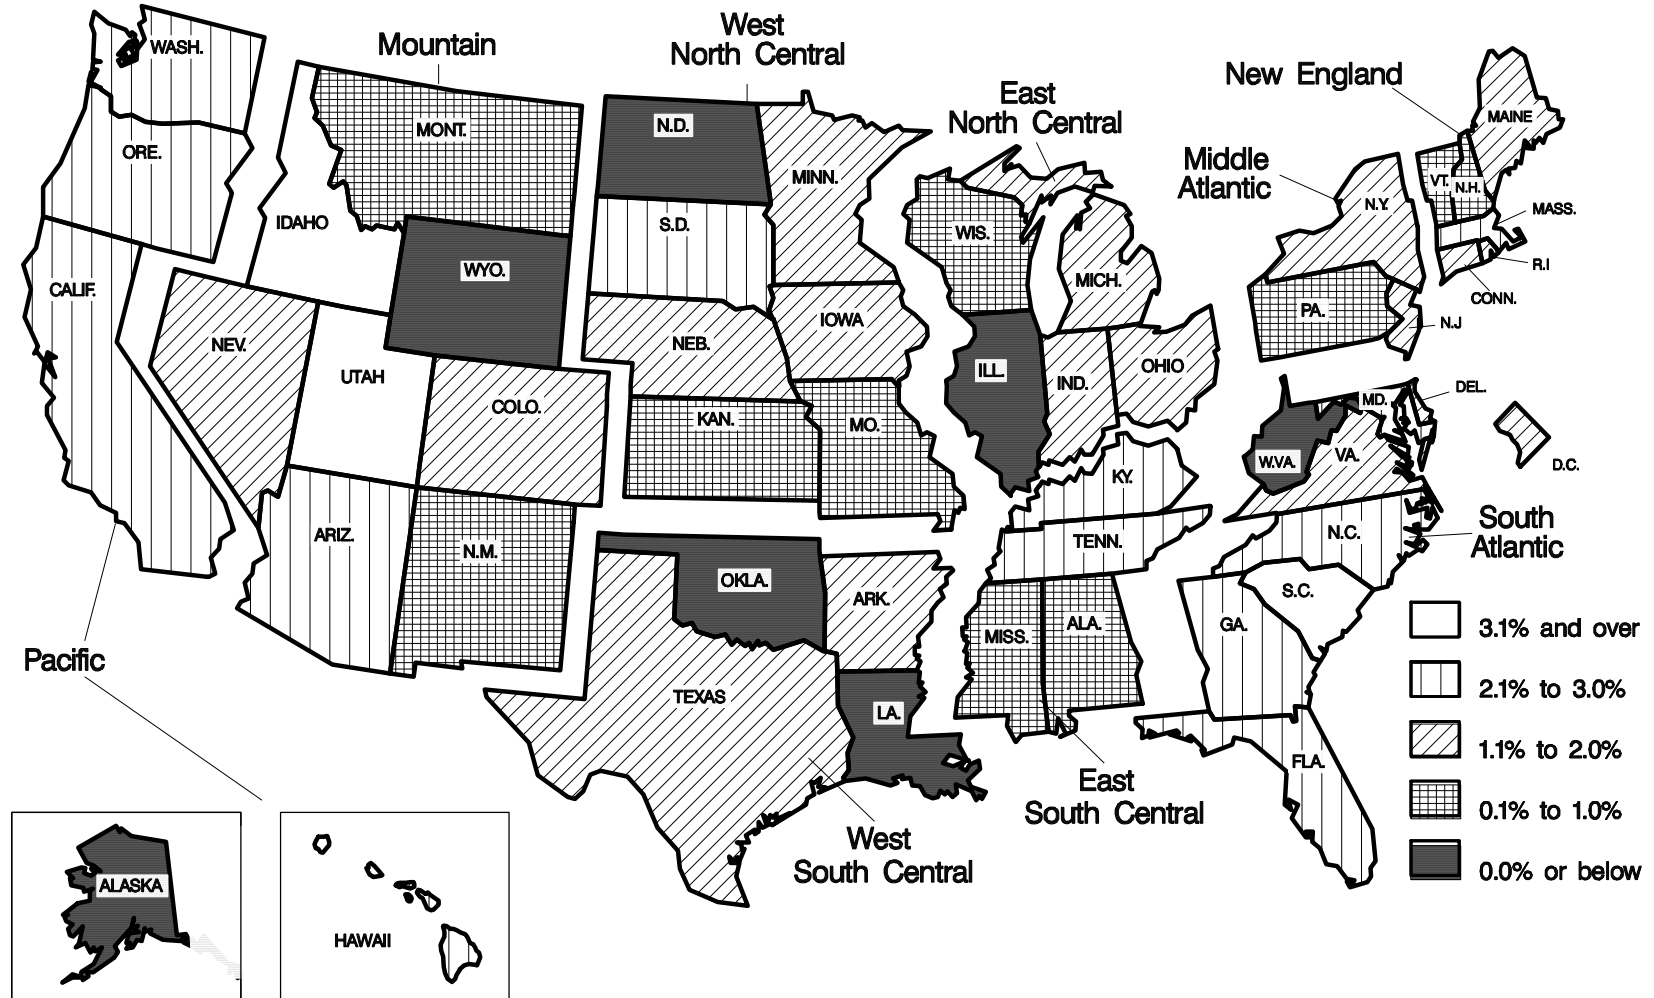 West
North Central
Mountain
East
North Central
New England
Middle
Atlantic
WASH.
ORE.
IDAHO
MONT.
N.D.
MINN.
WIS.
S.D.
MAINE
VT.
N.H.
N.Y.
MASS.
R.I
CONN.
CALIF.
WYO.
MICH.
PA.
N.J
NEV.
UTAH
NEB.
IOWA
ILL.
IND.
OHIO
COLO.
KAN.
MO.
MD.
DEL.
W.VA.
VA.
D.C.
KY.
ARIZ.
N.M.
TENN.
N.C.
South
Atlantic
OKLA.
ARK.
S.C.
MISS.
ALA.
GA.
Pacific
TEXAS
LA.
FLA.
East
South Central
West
South Central
ALASKA
HAWAII
3.1% and over
2.1% to 3.0%
1.1% to 2.0%
0.1% to 1.0%
0.0% or below